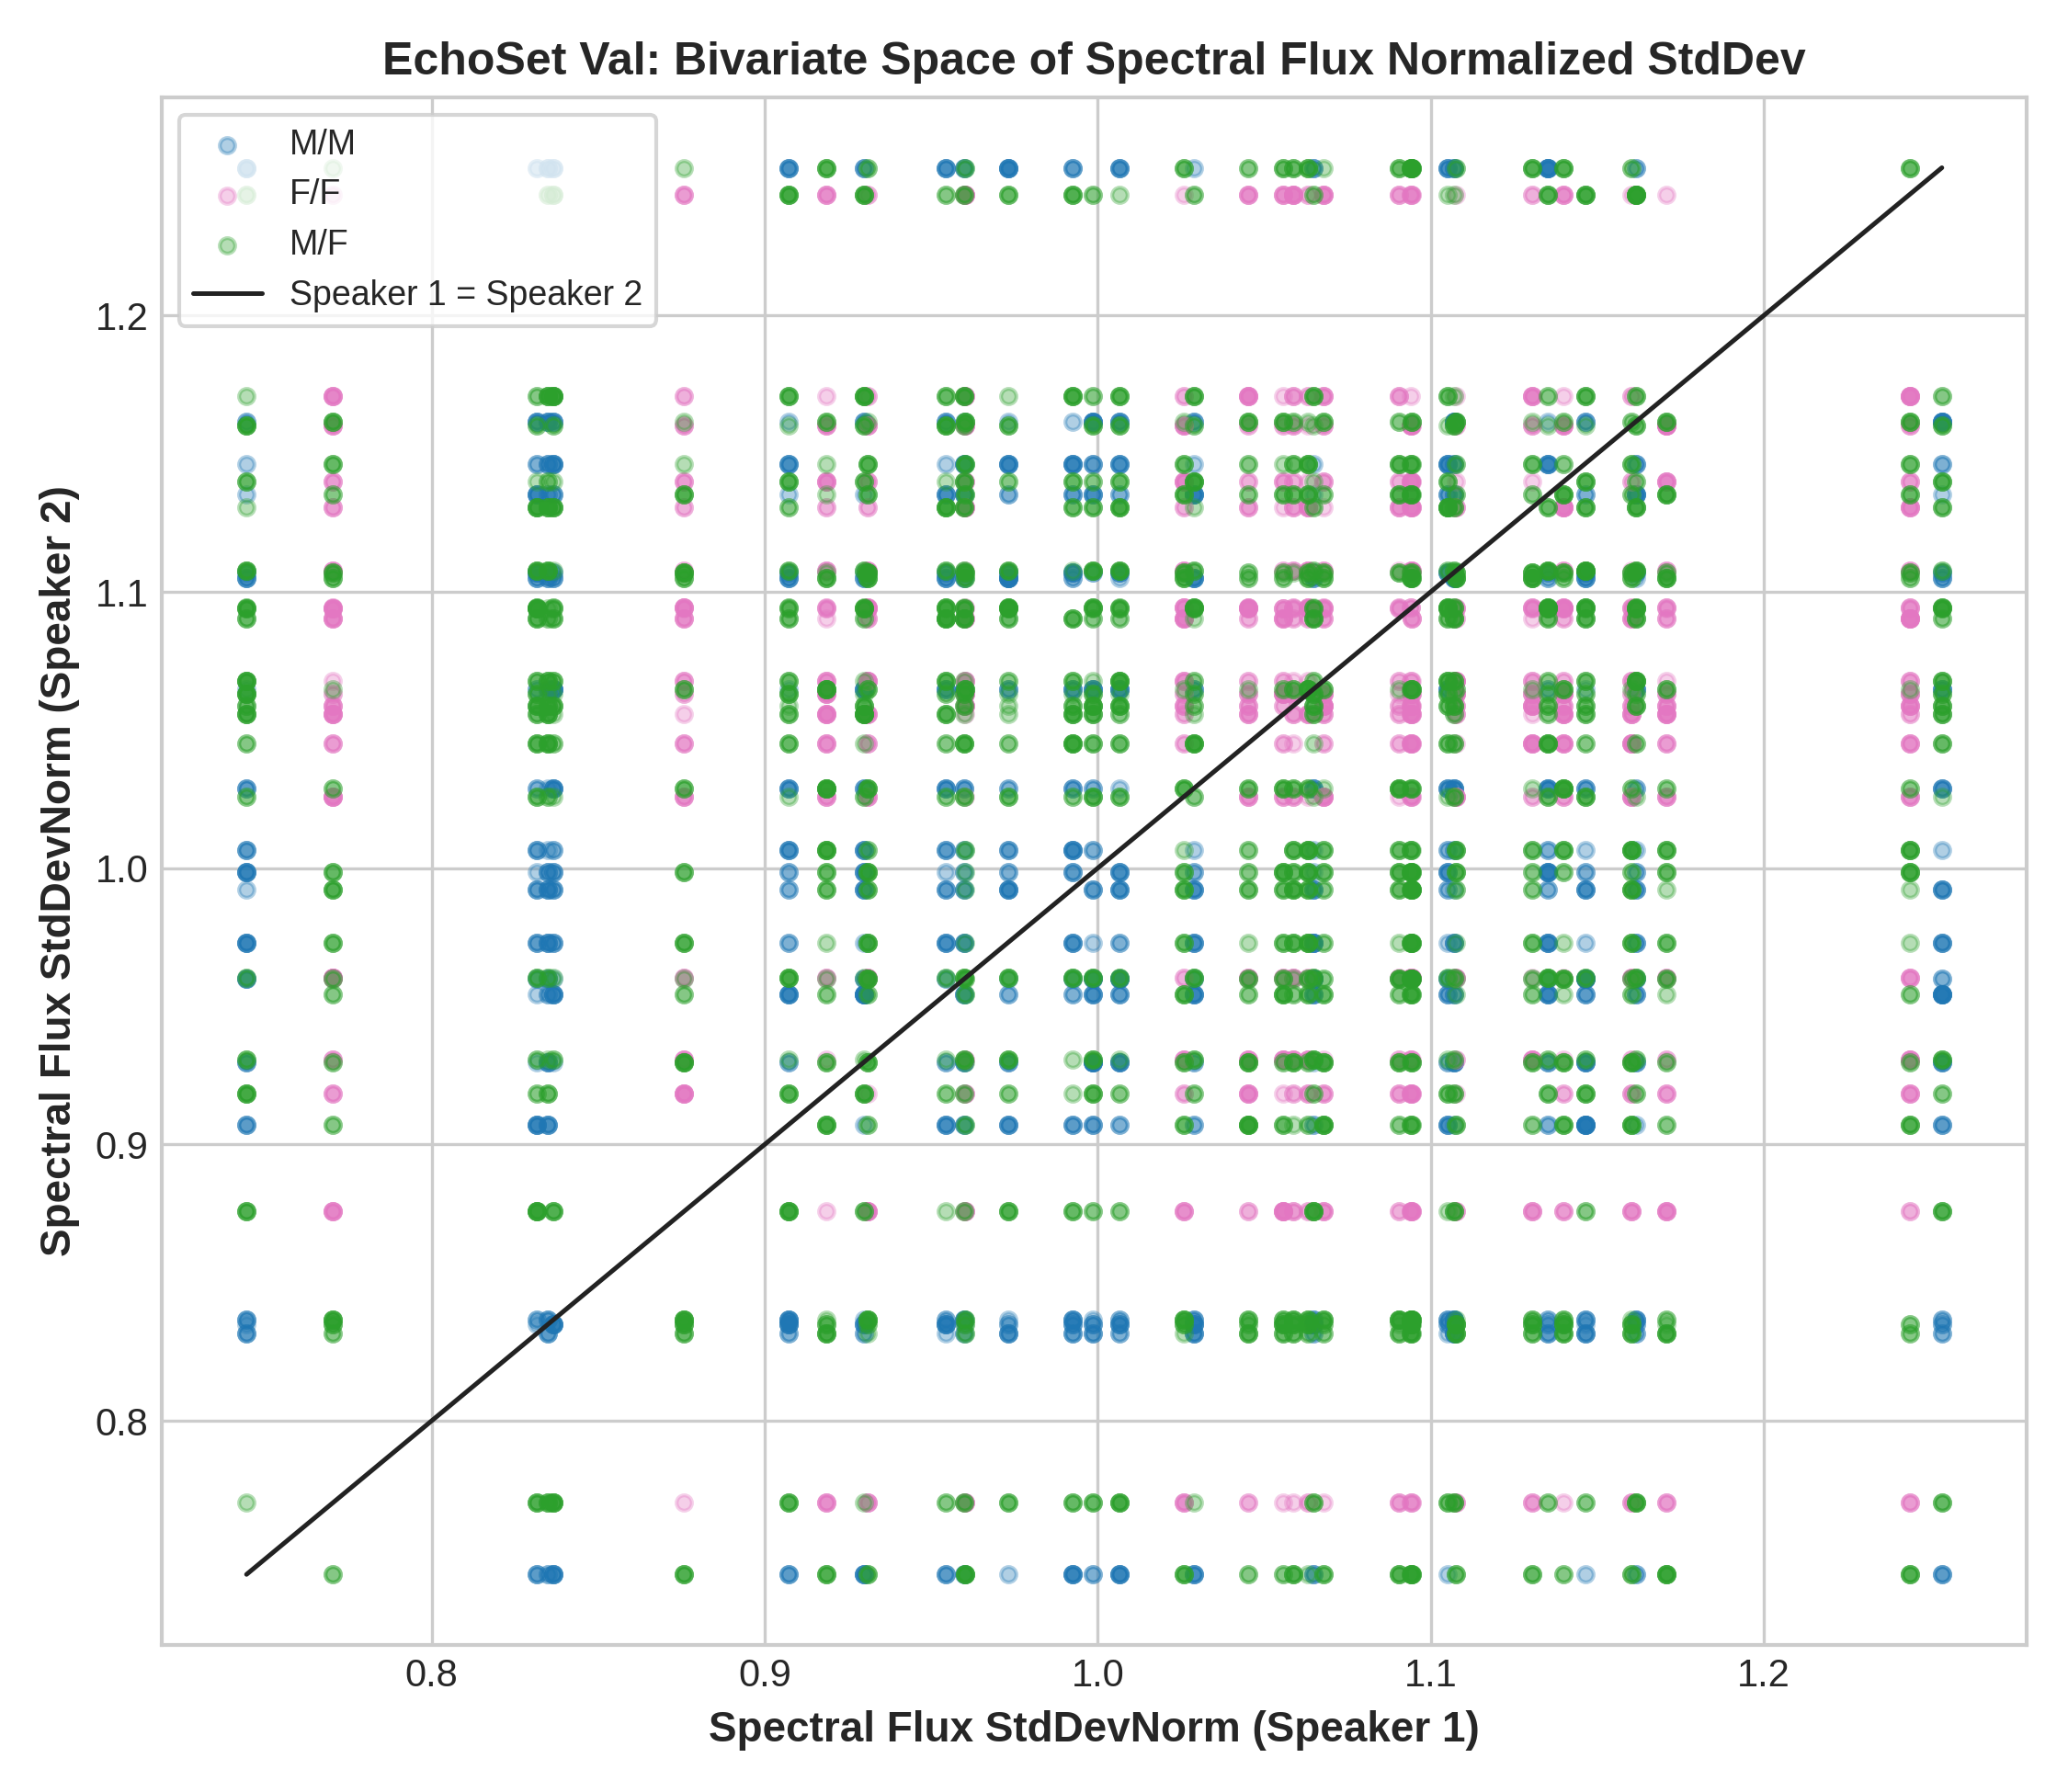 EchoSet Val: Bivariate Space of Spectral Flux Normalized StdDev
M/M
F/F
M/F
Speaker 1 = Speaker 2
Spectral Flux StdDevNorm (Speaker 2)
1.2
1.1
1.0
0.9
0.8
0.8 0.9 1.0 1.1 1.2
Spectral Flux StdDevNorm (Speaker 1)